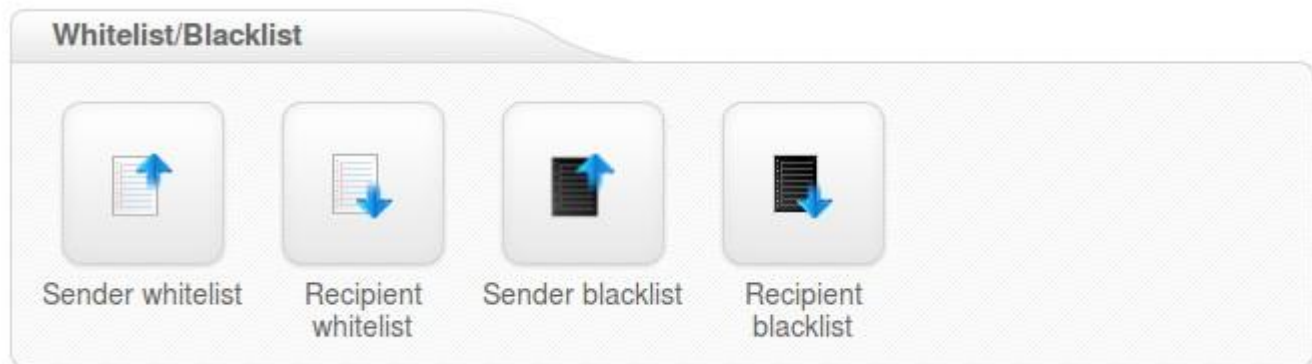 Whitelist/Blacklist
Sender whitelist
Recipient
whitelist
Sender blacklist
Recipient
blacklist